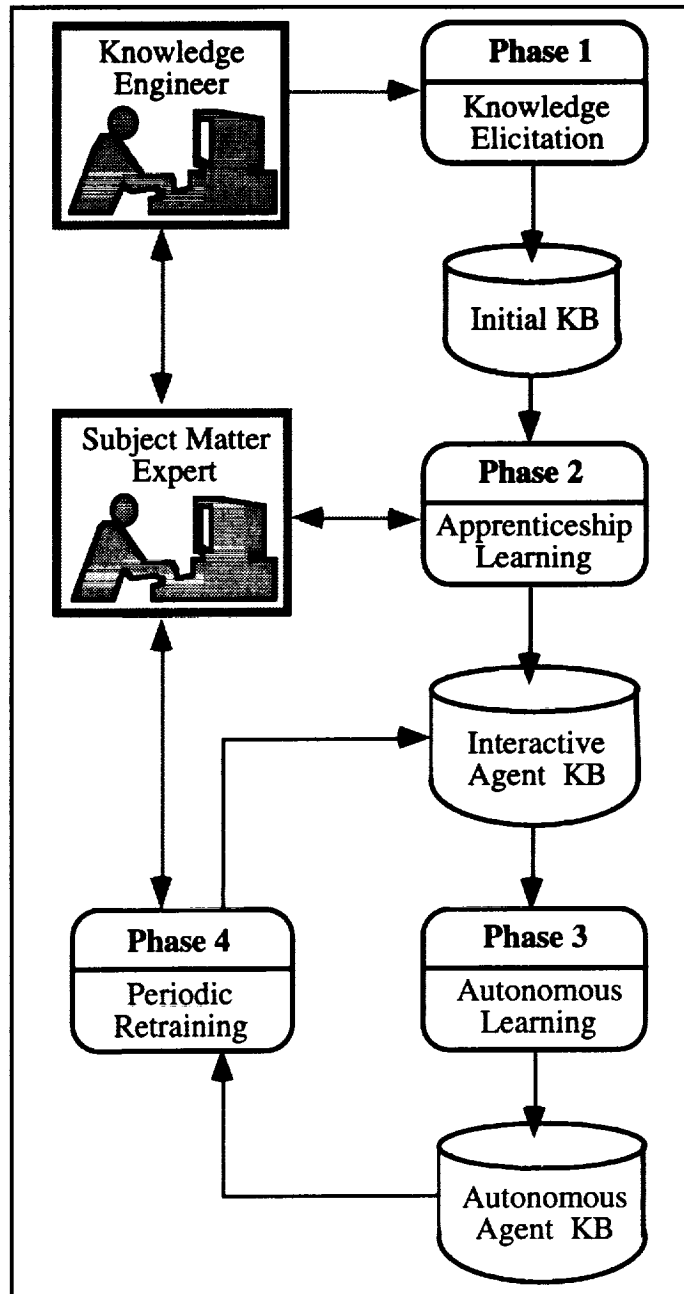 Knowledge
Engineer
Phase 1
Knowledge
Elicitation
Initial KB
Subject Matter
Expert
Phase 2
Apprenticeship
Learning
Interactive
Agent KB
Phase 4
Periodic
Retraining
Phase 3
Autonomous
Learning
Autonomous
Agent KB